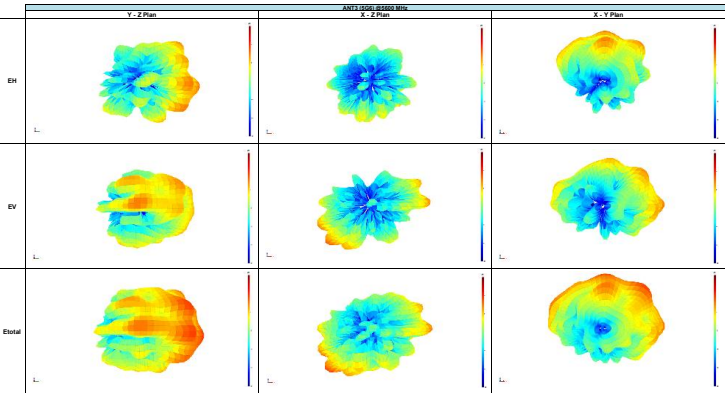 ANT3 (5G6) @5600 MHz
Y - Z Plan X - Z Plan X - Y Plan
EH
EV
Etotal